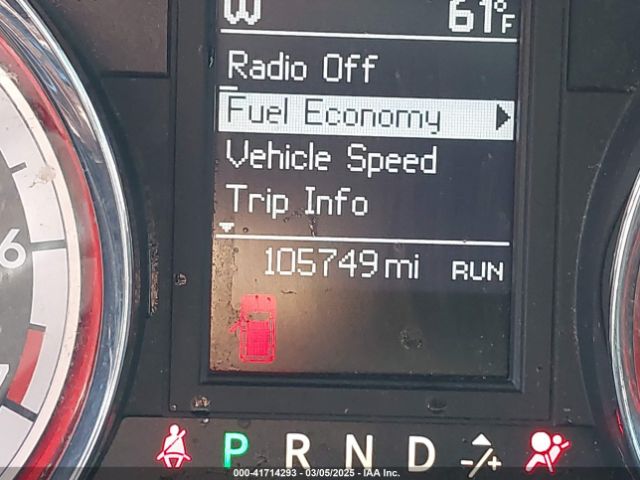 W 61°F
Radio Off
Fuel Economy
Vehicle Speed
Trip Info
105749 mi RUN
6
P R N D -/+
000-41714293 - 03/05/2025 - IAA Inc.